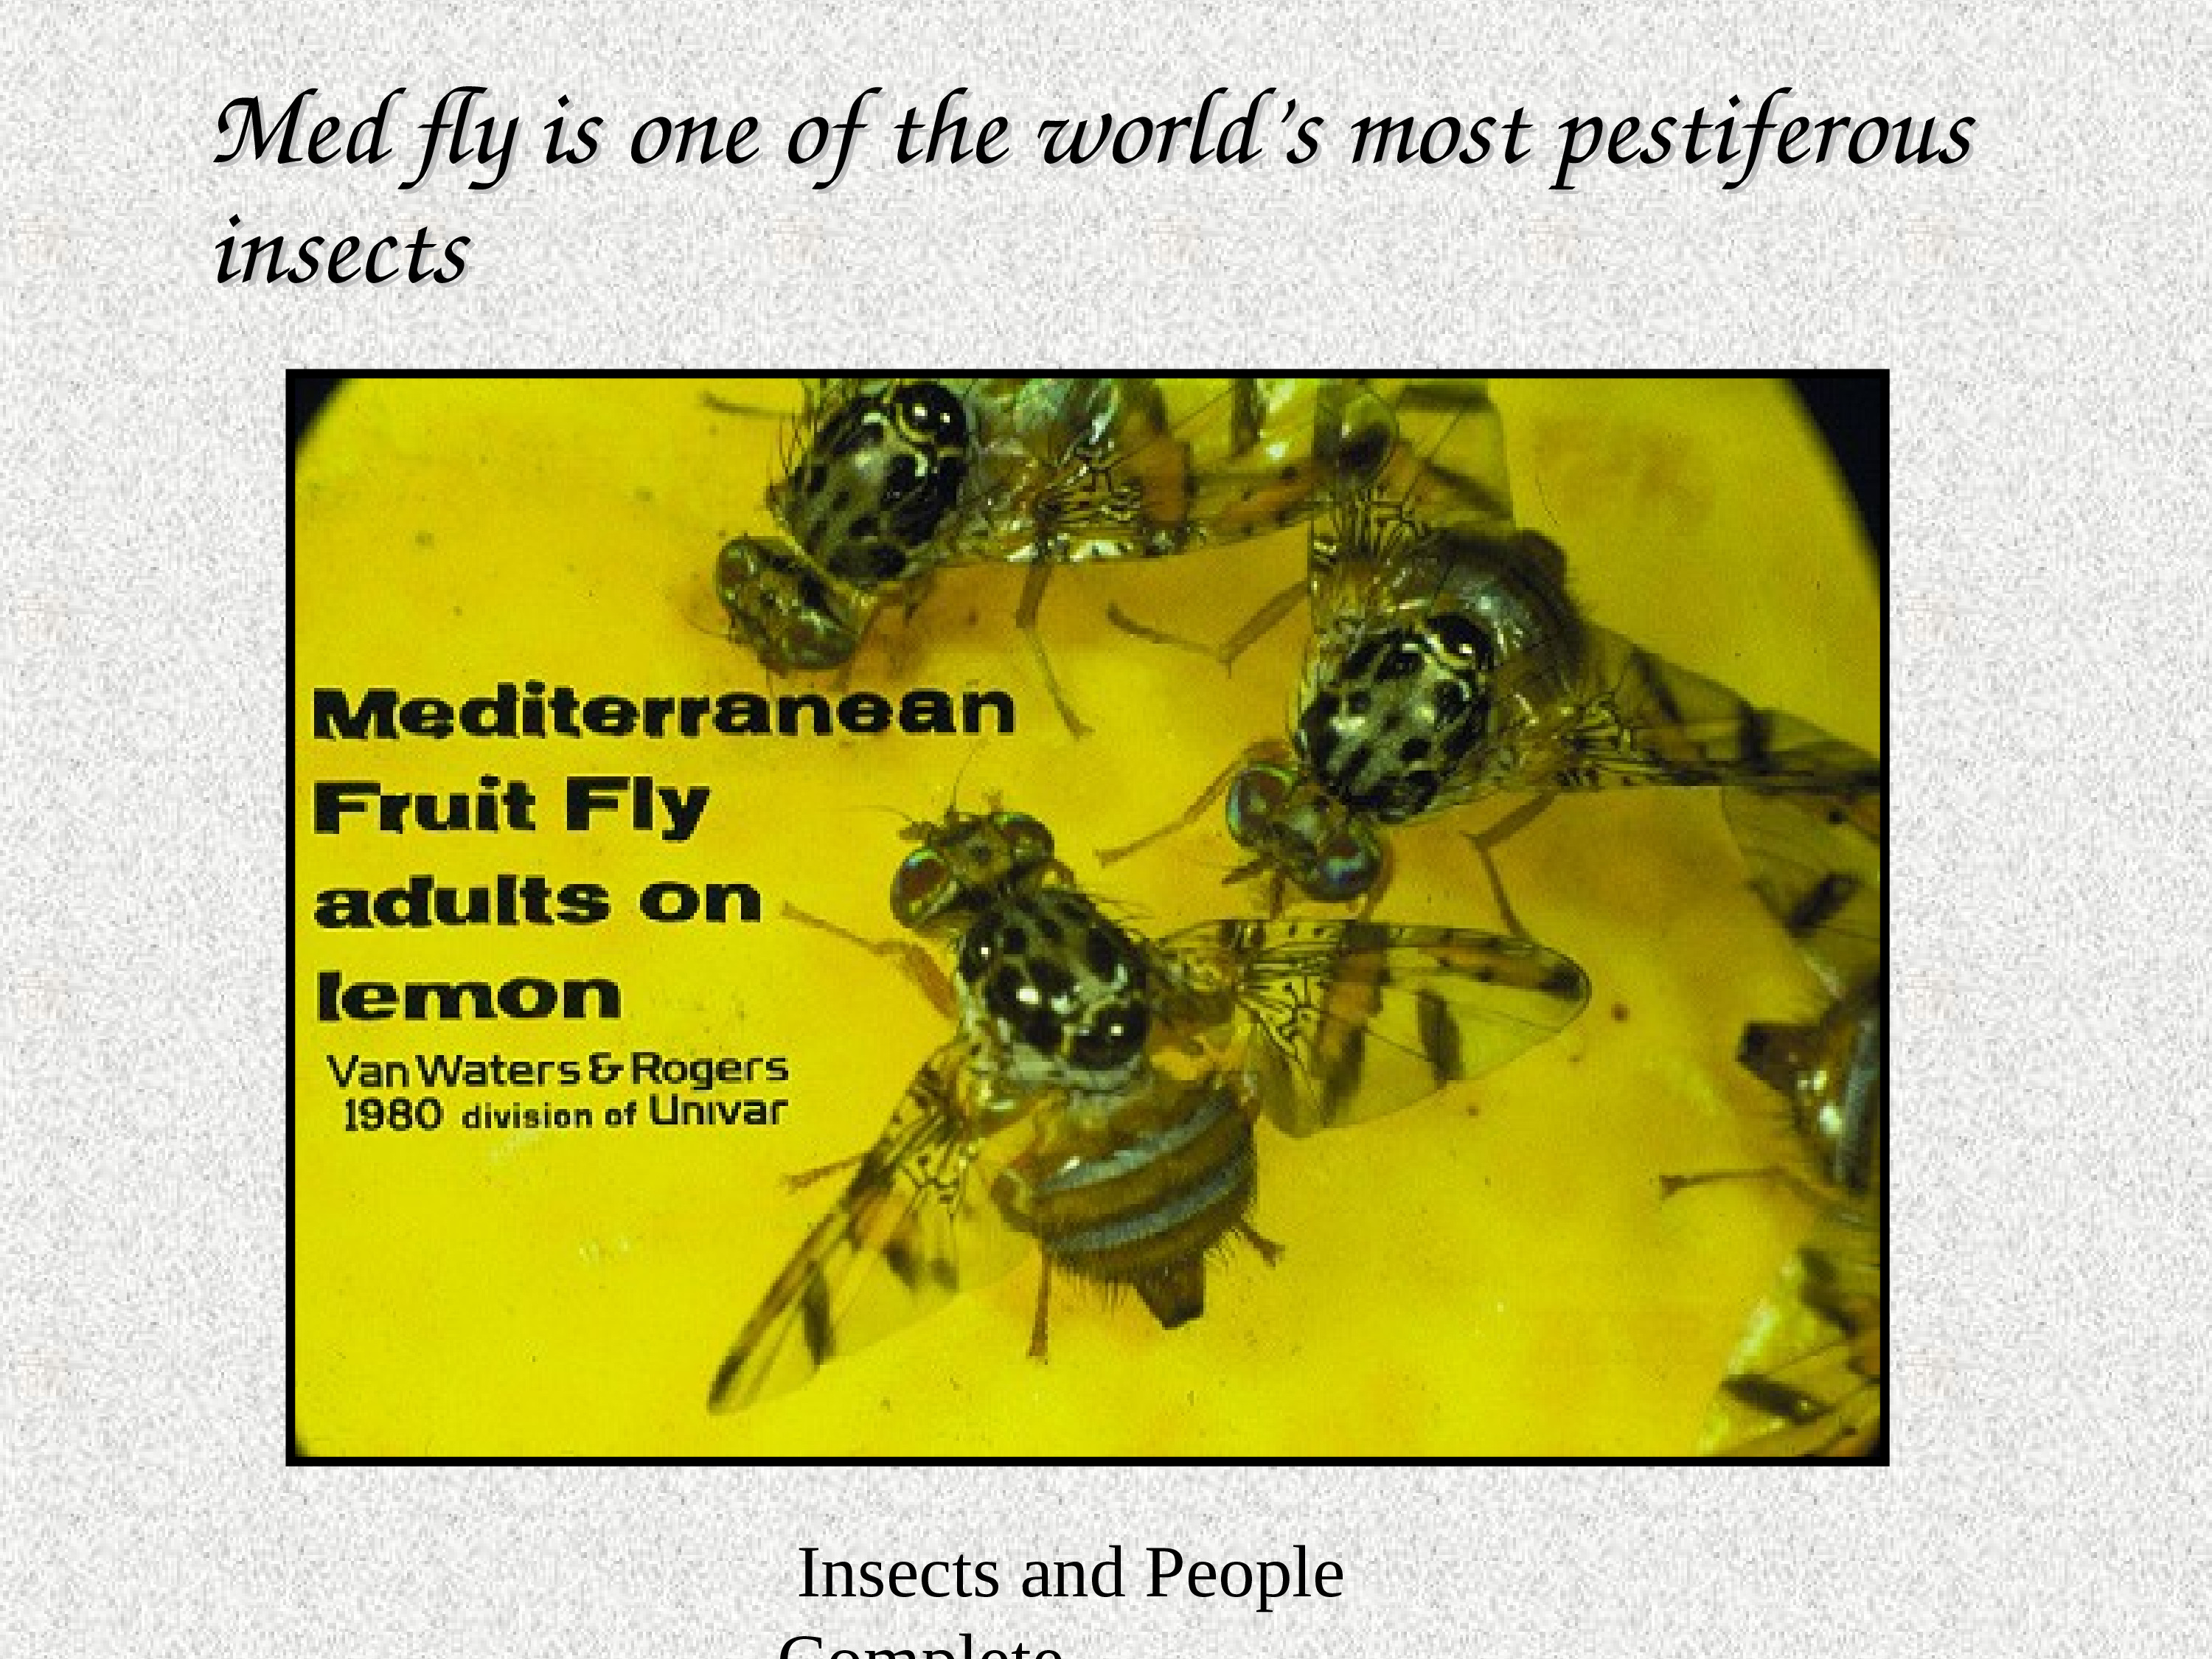 Med fly is one of the world's most pestiferous
insects
Mediterranean
Fruit Fly
adults on
lemon
Van Waters & Rogers
1980 division of Univar
Insects and People
Complete